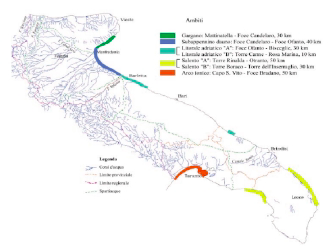 Ambiti
Gargano: Mattinatella - Foce Candelaro, 30 km
Subappennino dauno: Foce Candelaro - Foce Ofanto, 40 km
Litorale adriatico "A": Foce Ofanto - Bisceglie, 30 km
Litorale adriatico "B": Torre Canne - Rosa Marina, 10 km
Salento "A": Torre Rinalda - Otranto, 50 km
Salento "B": Torre Borraco - Torre dell'Inserraglio, 30 km
Arco ionico: Capo S. Vito - Foce Bradano, 50 km
Vieste
Foggia
Manfredonia
Barletta
Bari
Brindisi
Taranto
Lecce
Legenda
Corsi d'acqua
Limite provinciale
Limite regionale
Spartiacque